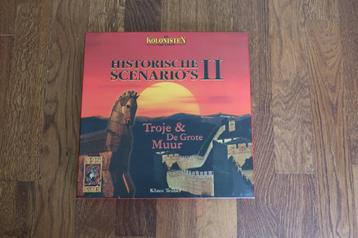 KOLONISTEN
HISTORISCHE
SCENARIO'S II
Troje &
De Grote
Muur
Klaus Teuber